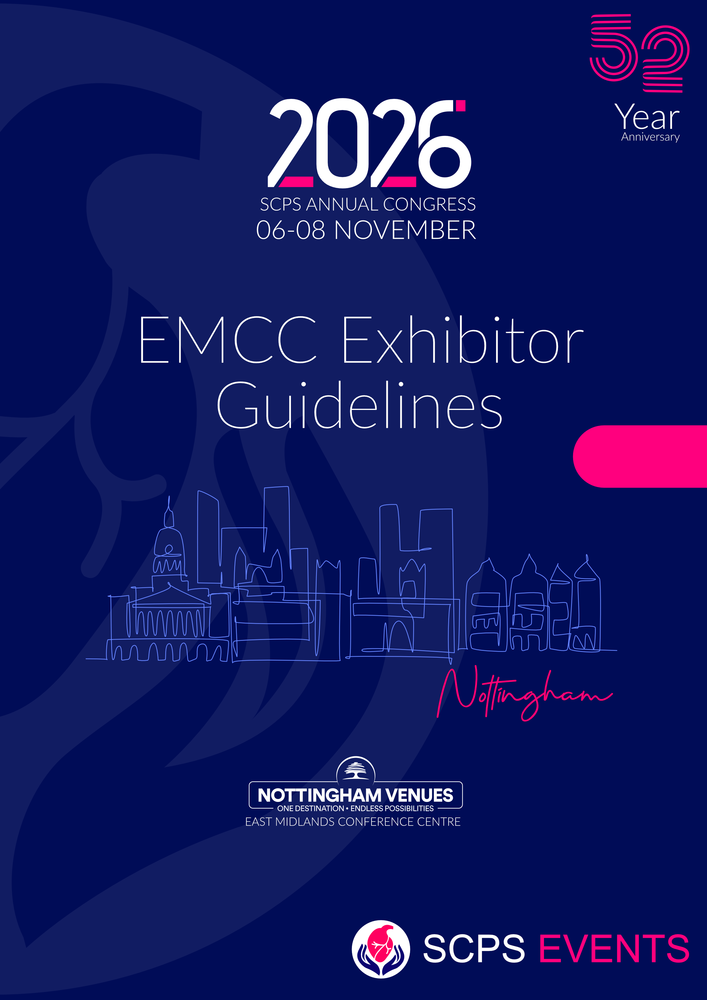 52
Year
Anniversary
2026
SCPS ANNUAL CONGRESS
06-08 NOVEMBER
EMCC Exhibitor
Guidelines
Nottingham
NOTTINGHAM VENUES
ONE DESTINATION • ENDLESS POSSIBILITIES
EAST MIDLANDS CONFERENCE CENTRE
SCPS EVENTS